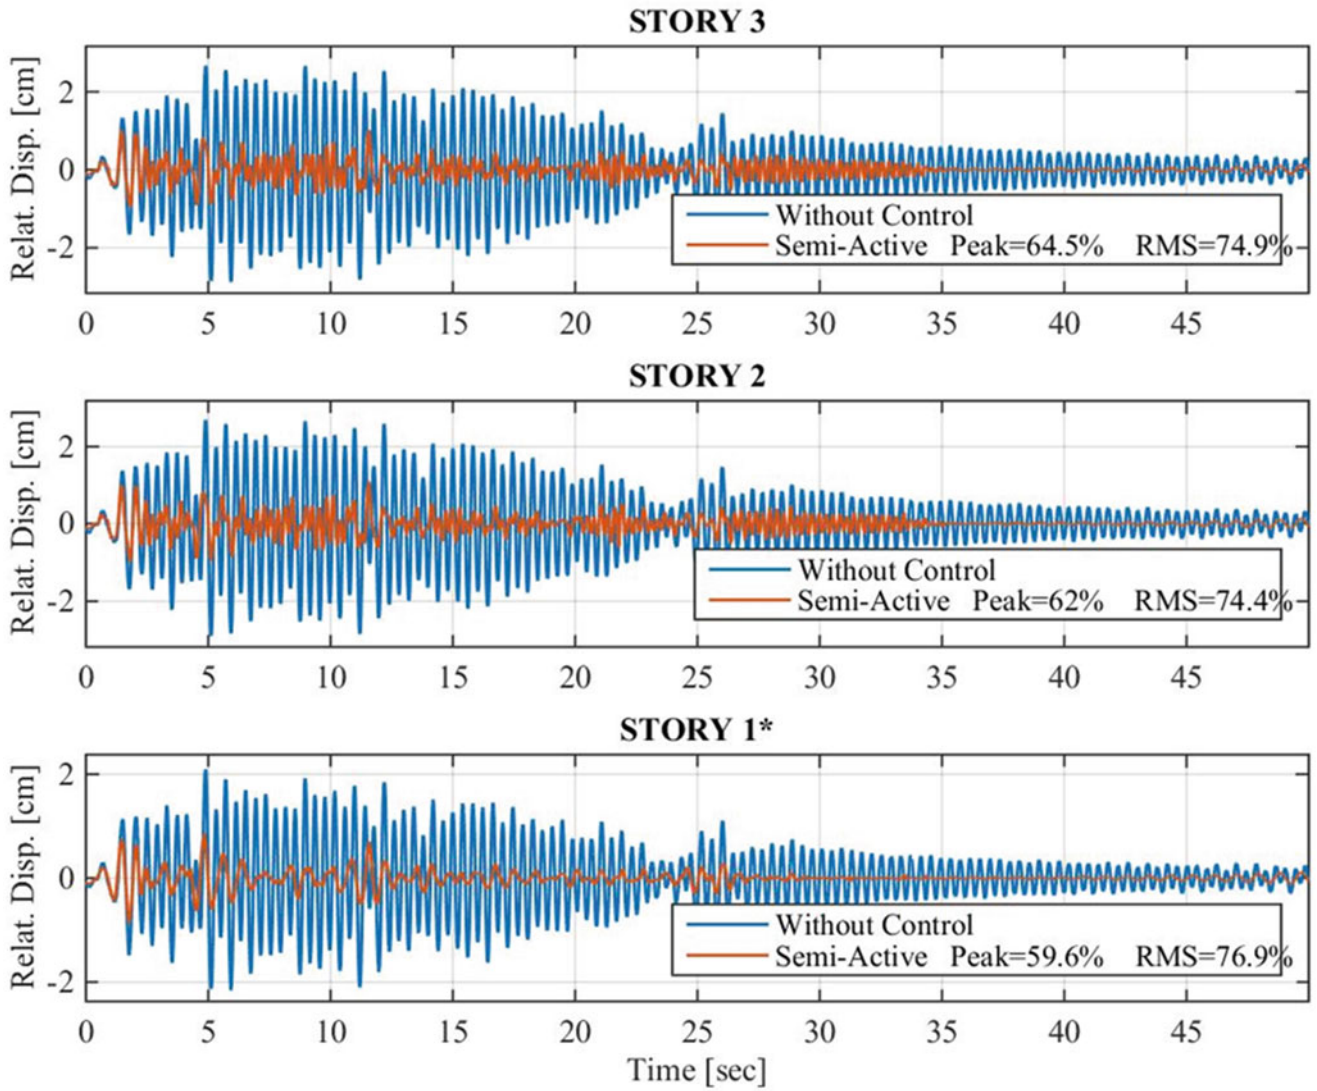 STORY 3
Relat. Disp. [cm]
2
0
-2
Without Control
Semi-Active Peak=64.5% RMS=74.9%
0 5 10 15 20 25 30 35 40 45
STORY 2
Relat. Disp. [cm]
2
0
-2
Without Control
Semi-Active Peak=62% RMS=74.4%
0 5 10 15 20 25 30 35 40 45
STORY 1*
Relat. Disp. [cm]
2
0
-2
Without Control
Semi-Active Peak=59.6% RMS=76.9%
0 5 10 15 20 25 30 35 40 45
Time [sec]